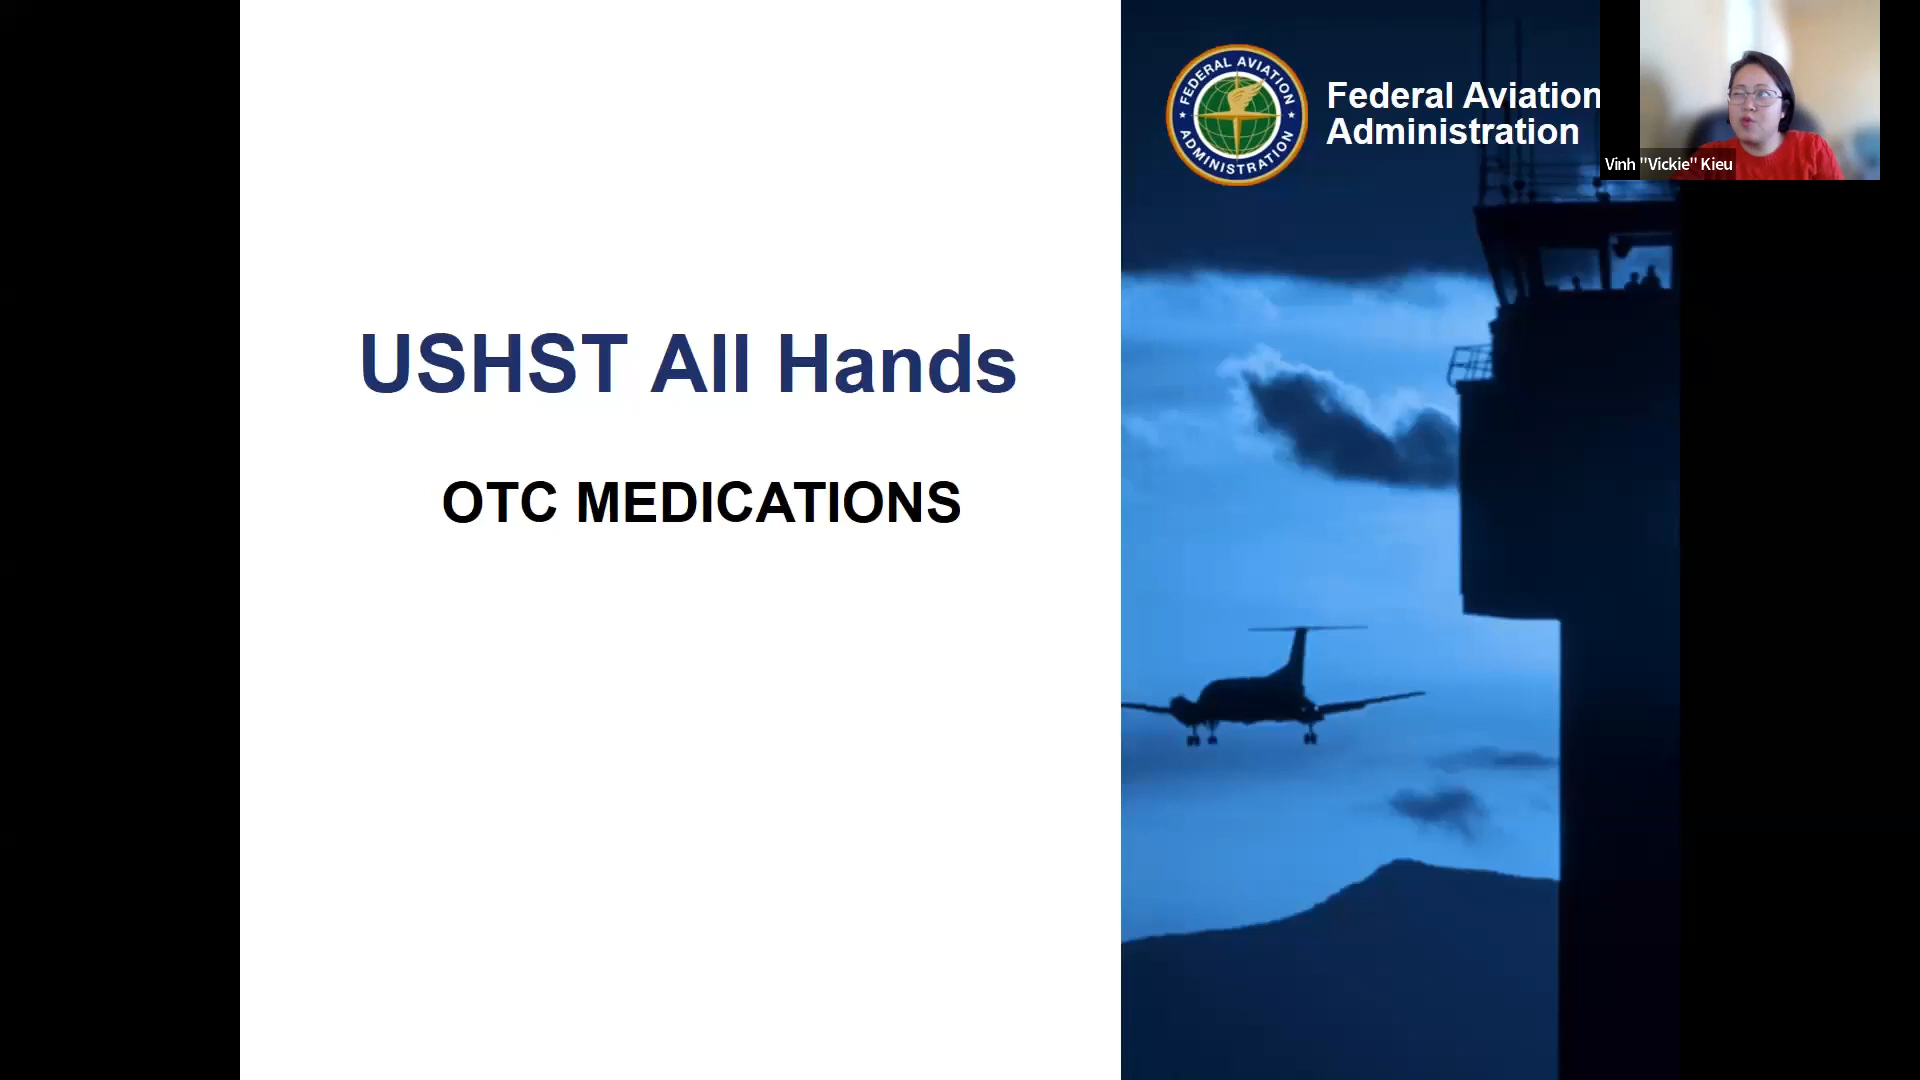 FEDERAL AVIATION
ADMINISTRATION
Federal Aviation
Administration
Vinh "Vickie" Kieu
USHST All Hands
OTC MEDICATIONS